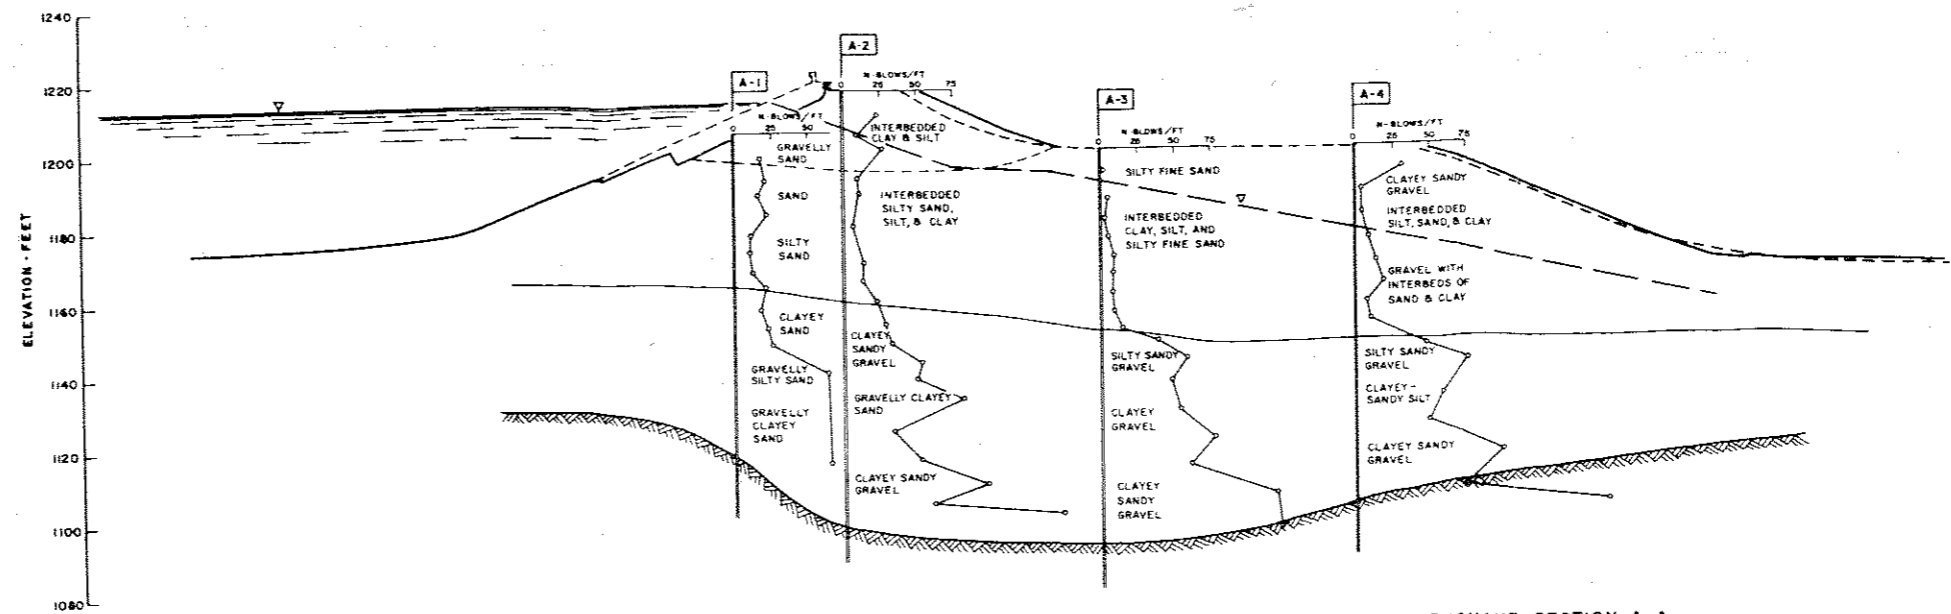 1240
1220
1200
1180
1160
1140
1120
1100
1080
ELEVATION - FEET
A-1
N-BLOWS/FT
0 25 50
GRAVELLY
SAND
SAND
SILTY
SAND
CLAYEY
SAND
GRAVELLY
SILTY SAND
GRAVELLY
CLAYEY
SAND
A-2
N-BLOWS/FT
0 25 50 75
INTERBEDDED
CLAY & SILT
INTERBEDDED
SILTY SAND,
SILT, & CLAY
CLAYEY
SANDY
GRAVEL
GRAVELLY CLAYEY
SAND
CLAYEY SANDY
GRAVEL
A-3
N-BLOWS/FT
0 25 50 75
SILTY FINE SAND
INTERBEDDED
CLAY, SILT, AND
SILTY FINE SAND
SILTY SANDY
GRAVEL
CLAYEY
GRAVEL
CLAYEY
SANDY
GRAVEL
A-4
N-BLOWS/FT
0 25 50 75
CLAYEY SANDY
GRAVEL
INTERBEDDED
SILT, SAND, & CLAY
GRAVEL WITH
INTERBEDS OF
SAND & CLAY
SILTY SANDY
GRAVEL
CLAYEY-
SANDY SILT
CLAYEY SANDY
GRAVEL